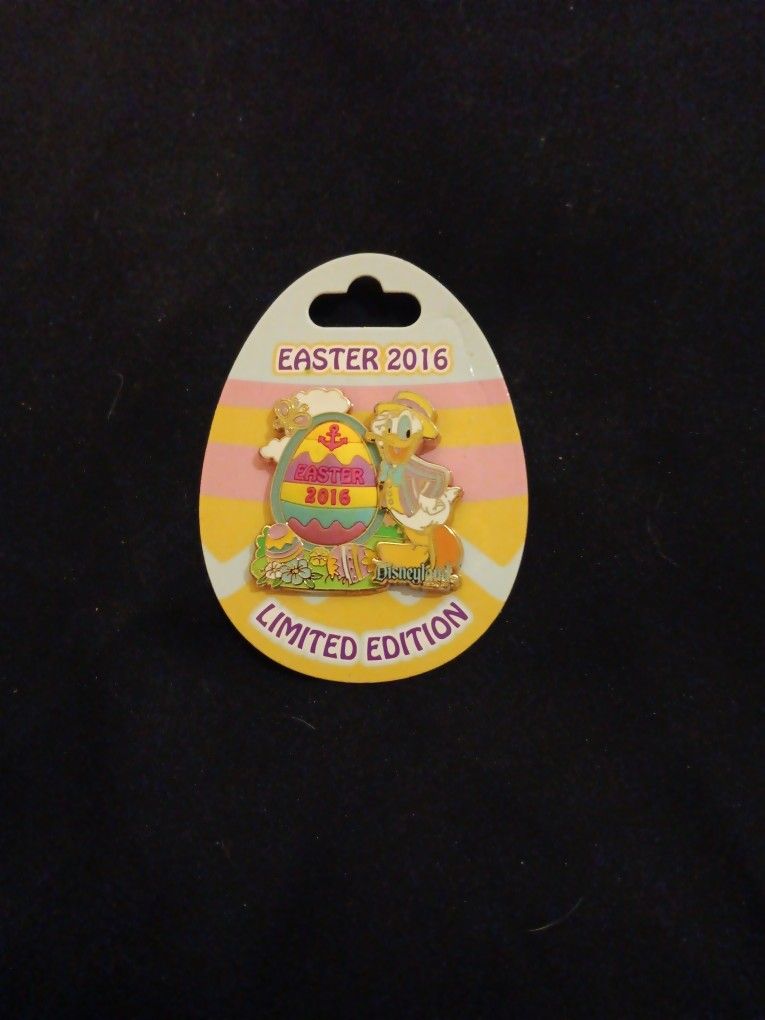 EASTER 2016
EASTER
2016
Disneyland
LIMITED EDITION